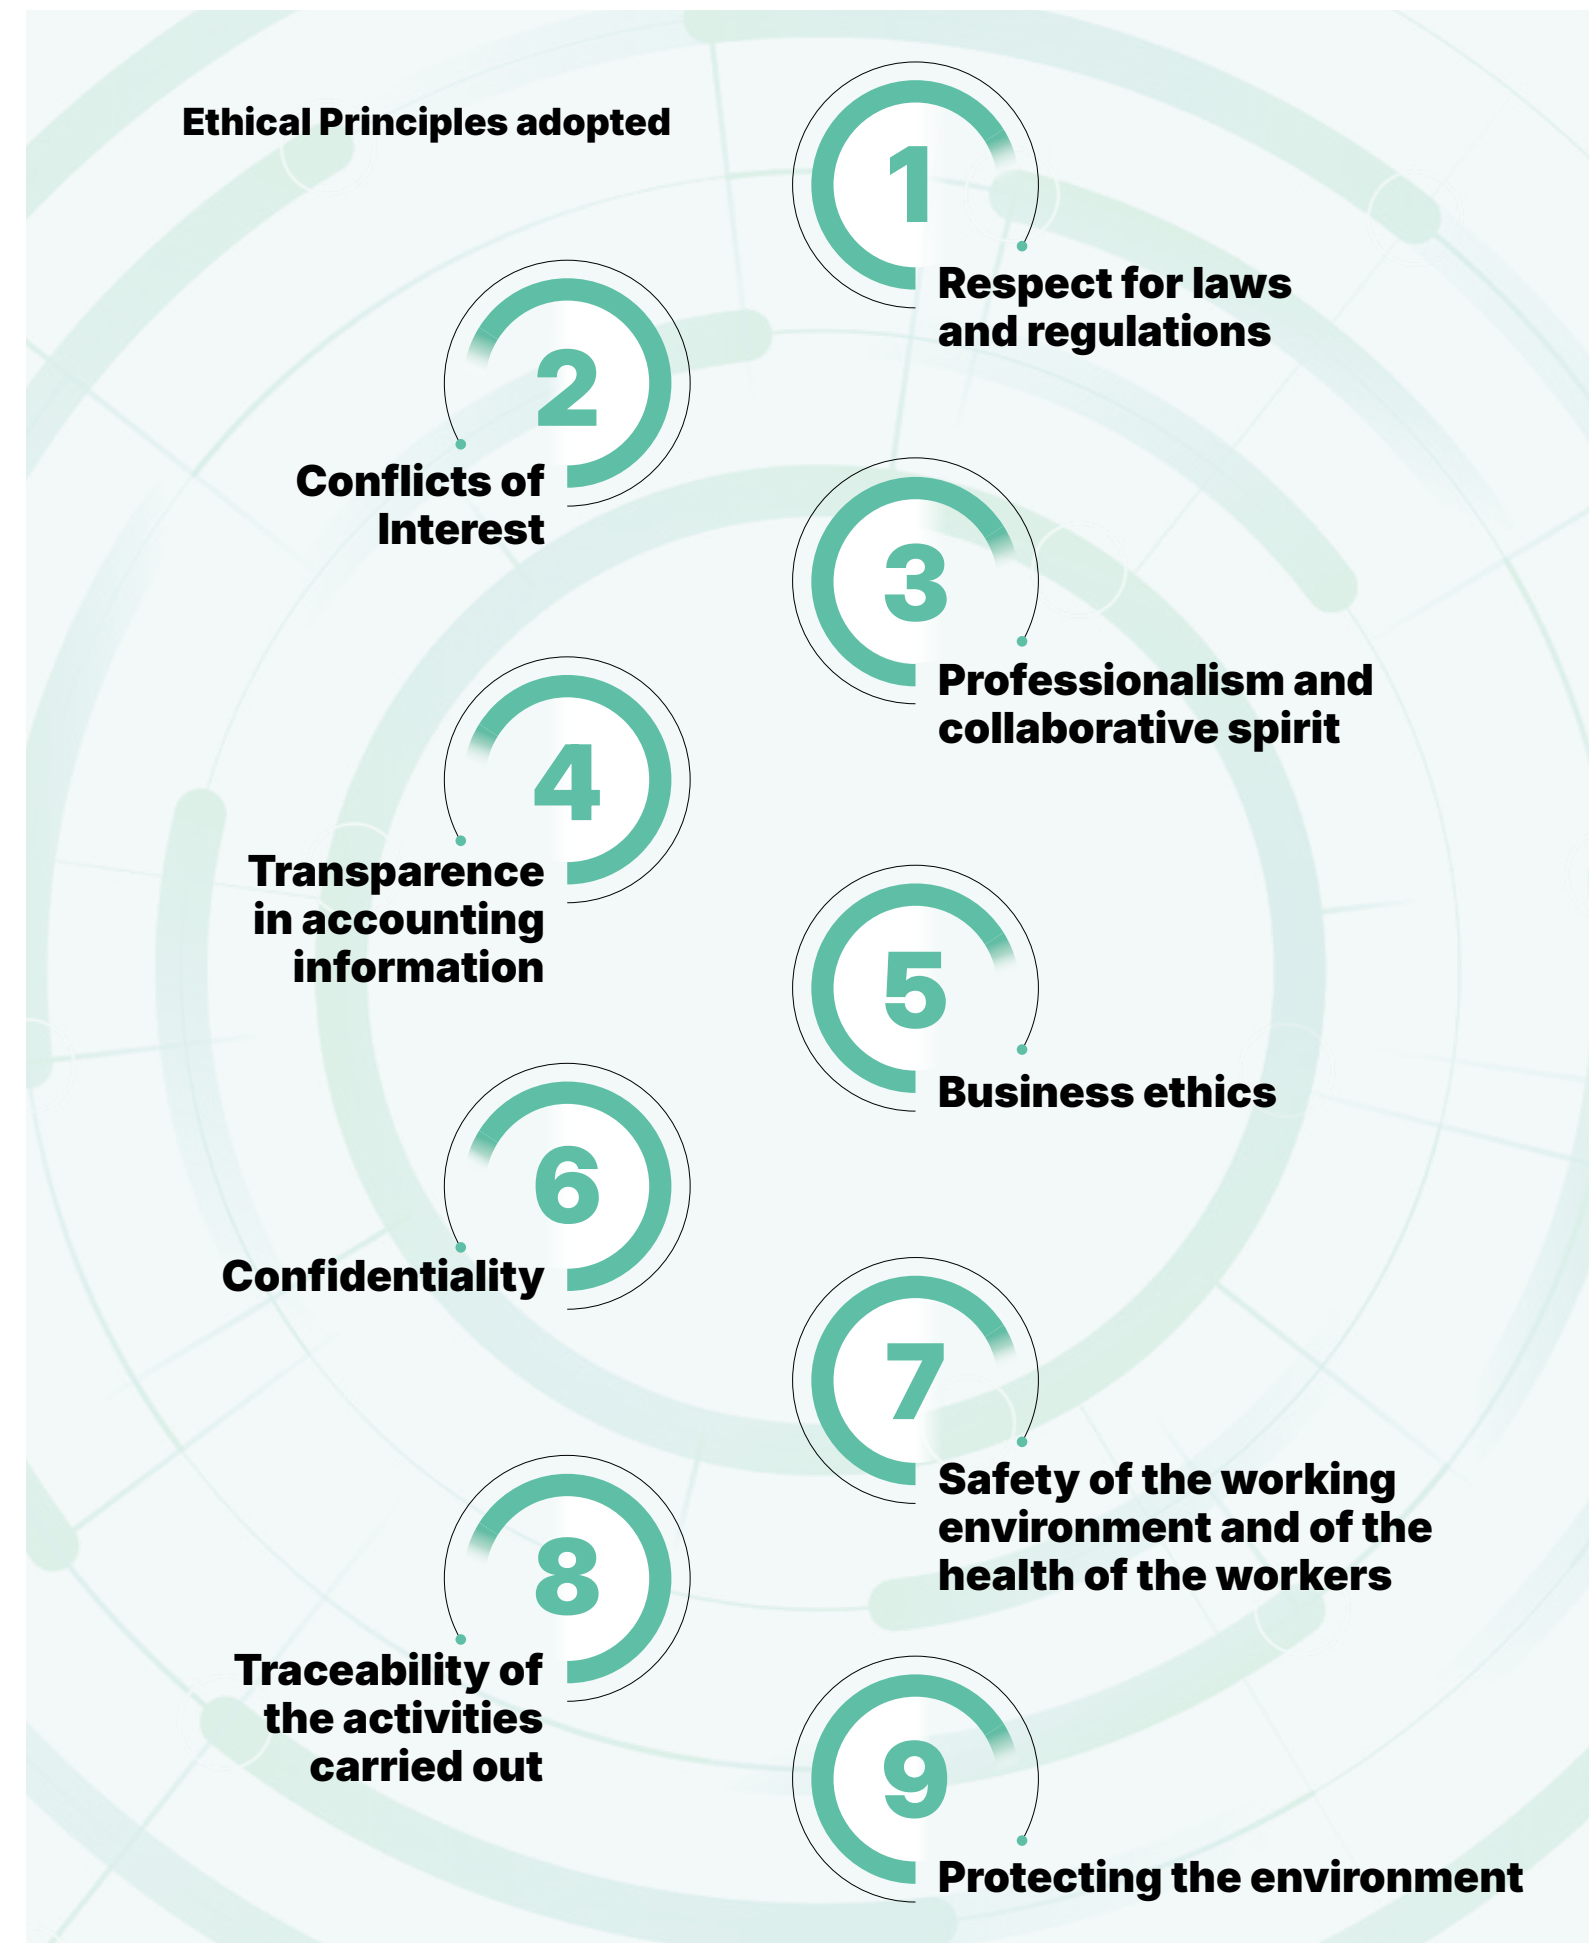 Ethical Principles adopted
1
Respect for laws
and regulations
2
Conflicts of
Interest
3
Professionalism and
collaborative spirit
4
Transparence
in accounting
information
5
Business ethics
6
Confidentiality
7
Safety of the working
environment and of the
health of the workers
8
Traceability of
the activities
carried out
9
Protecting the environment